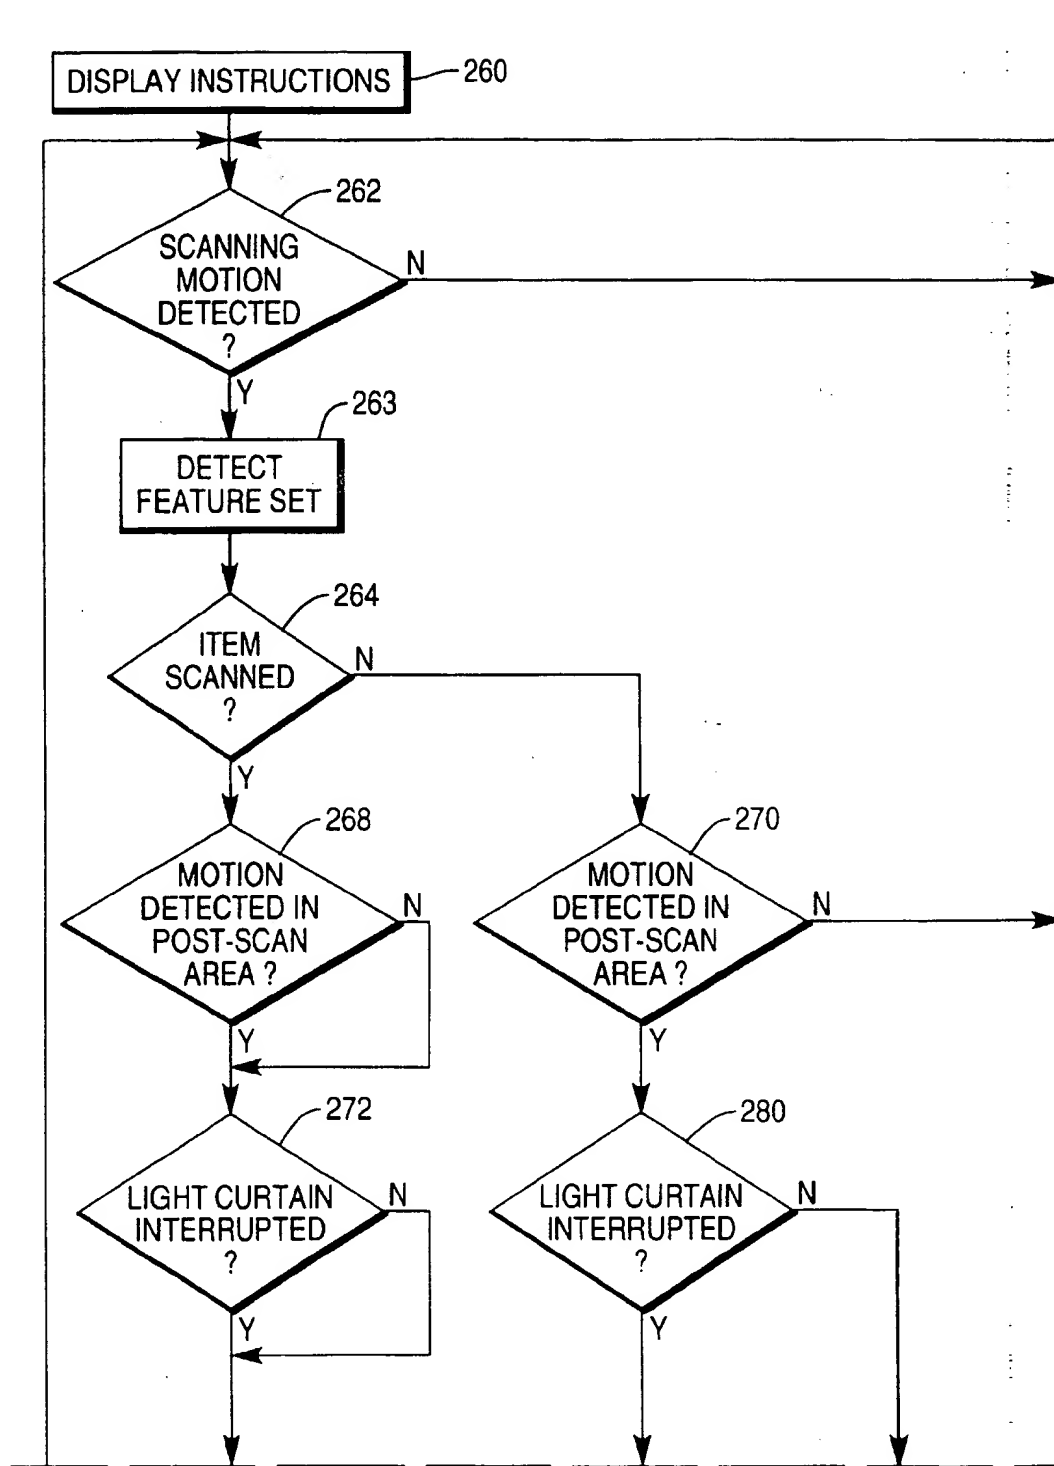 DISPLAY INSTRUCTIONS
260
262
SCANNING
MOTION
DETECTED
?
N
Y
263
DETECT
FEATURE SET
264
ITEM
SCANNED
?
N
Y
268
MOTION
DETECTED IN
POST-SCAN
AREA ?
N
Y
270
MOTION
DETECTED IN
POST-SCAN
AREA ?
N
Y
272
LIGHT CURTAIN
INTERRUPTED
?
N
Y
280
LIGHT CURTAIN
INTERRUPTED
?
N
Y